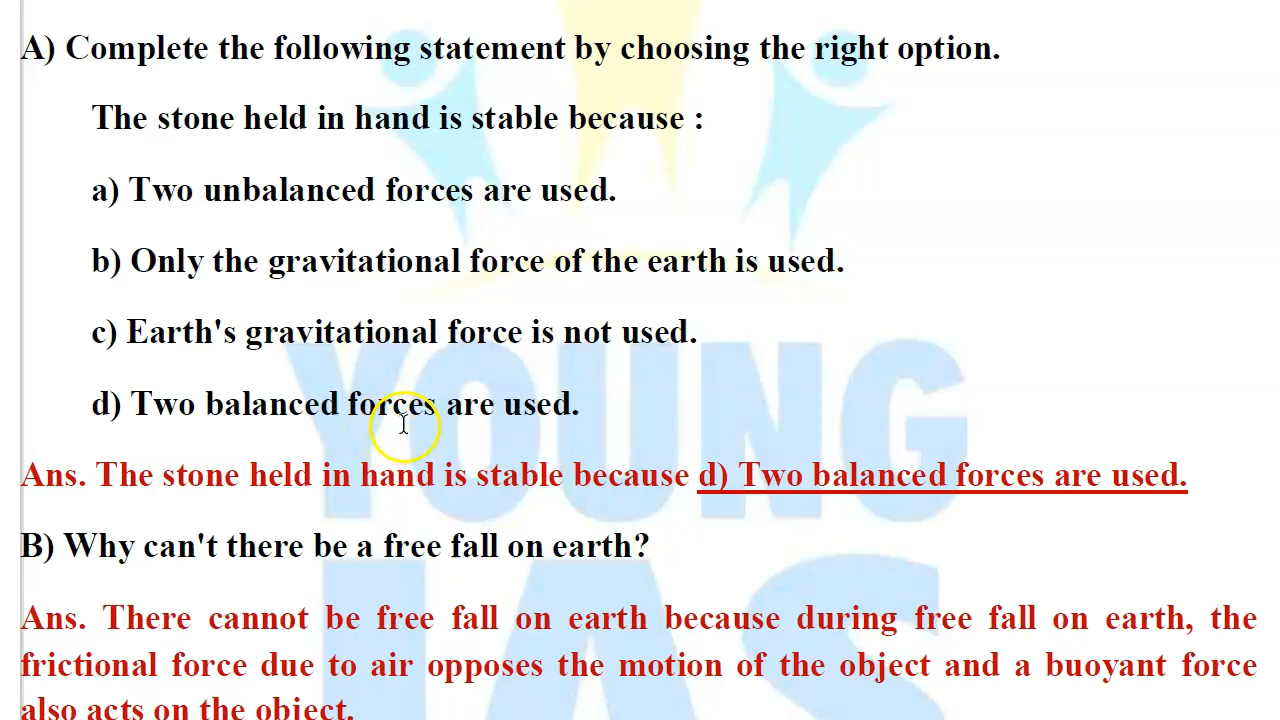 A) Complete the following statement by choosing the right option.
The stone held in hand is stable because :
a) Two unbalanced forces are used.
b) Only the gravitational force of the earth is used.
c) Earth's gravitational force is not used.
d) Two balanced forces are used.
Ans. The stone held in hand is stable because d) Two balanced forces are used.
B) Why can't there be a free fall on earth?
Ans. There cannot be free fall on earth because during free fall on earth, the
frictional force due to air opposes the motion of the object and a buoyant force
also acts on the object.
YOUNG
IAS